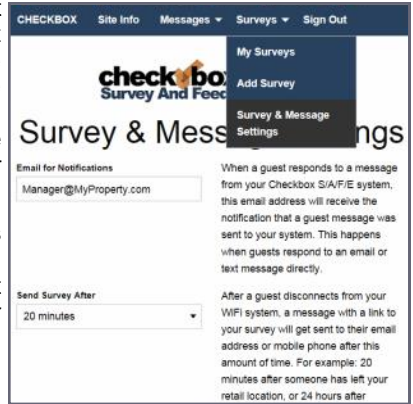 CHECKBOX Site Info Messages Surveys Sign Out
My Surveys
Add Survey
Survey & Message
Settings
check bo
Survey And Feed
Survey & Mes ngs
Email for Notifications
Manager@MyProperty.com
When a guest responds to a message
from your Checkbox S/A/F/E system,
this email address will receive the
notification that a guest message was
sent to your system. This happens
when guests respond to an email or
text message directly.
Send Survey After
20 minutes
After a guest disconnects from your
WiFi system, a message with a link to
your survey will get sent to their email
address or mobile phone after this
amount of time. For example: 20
minutes after someone has left your
retail location, or 24 hours after